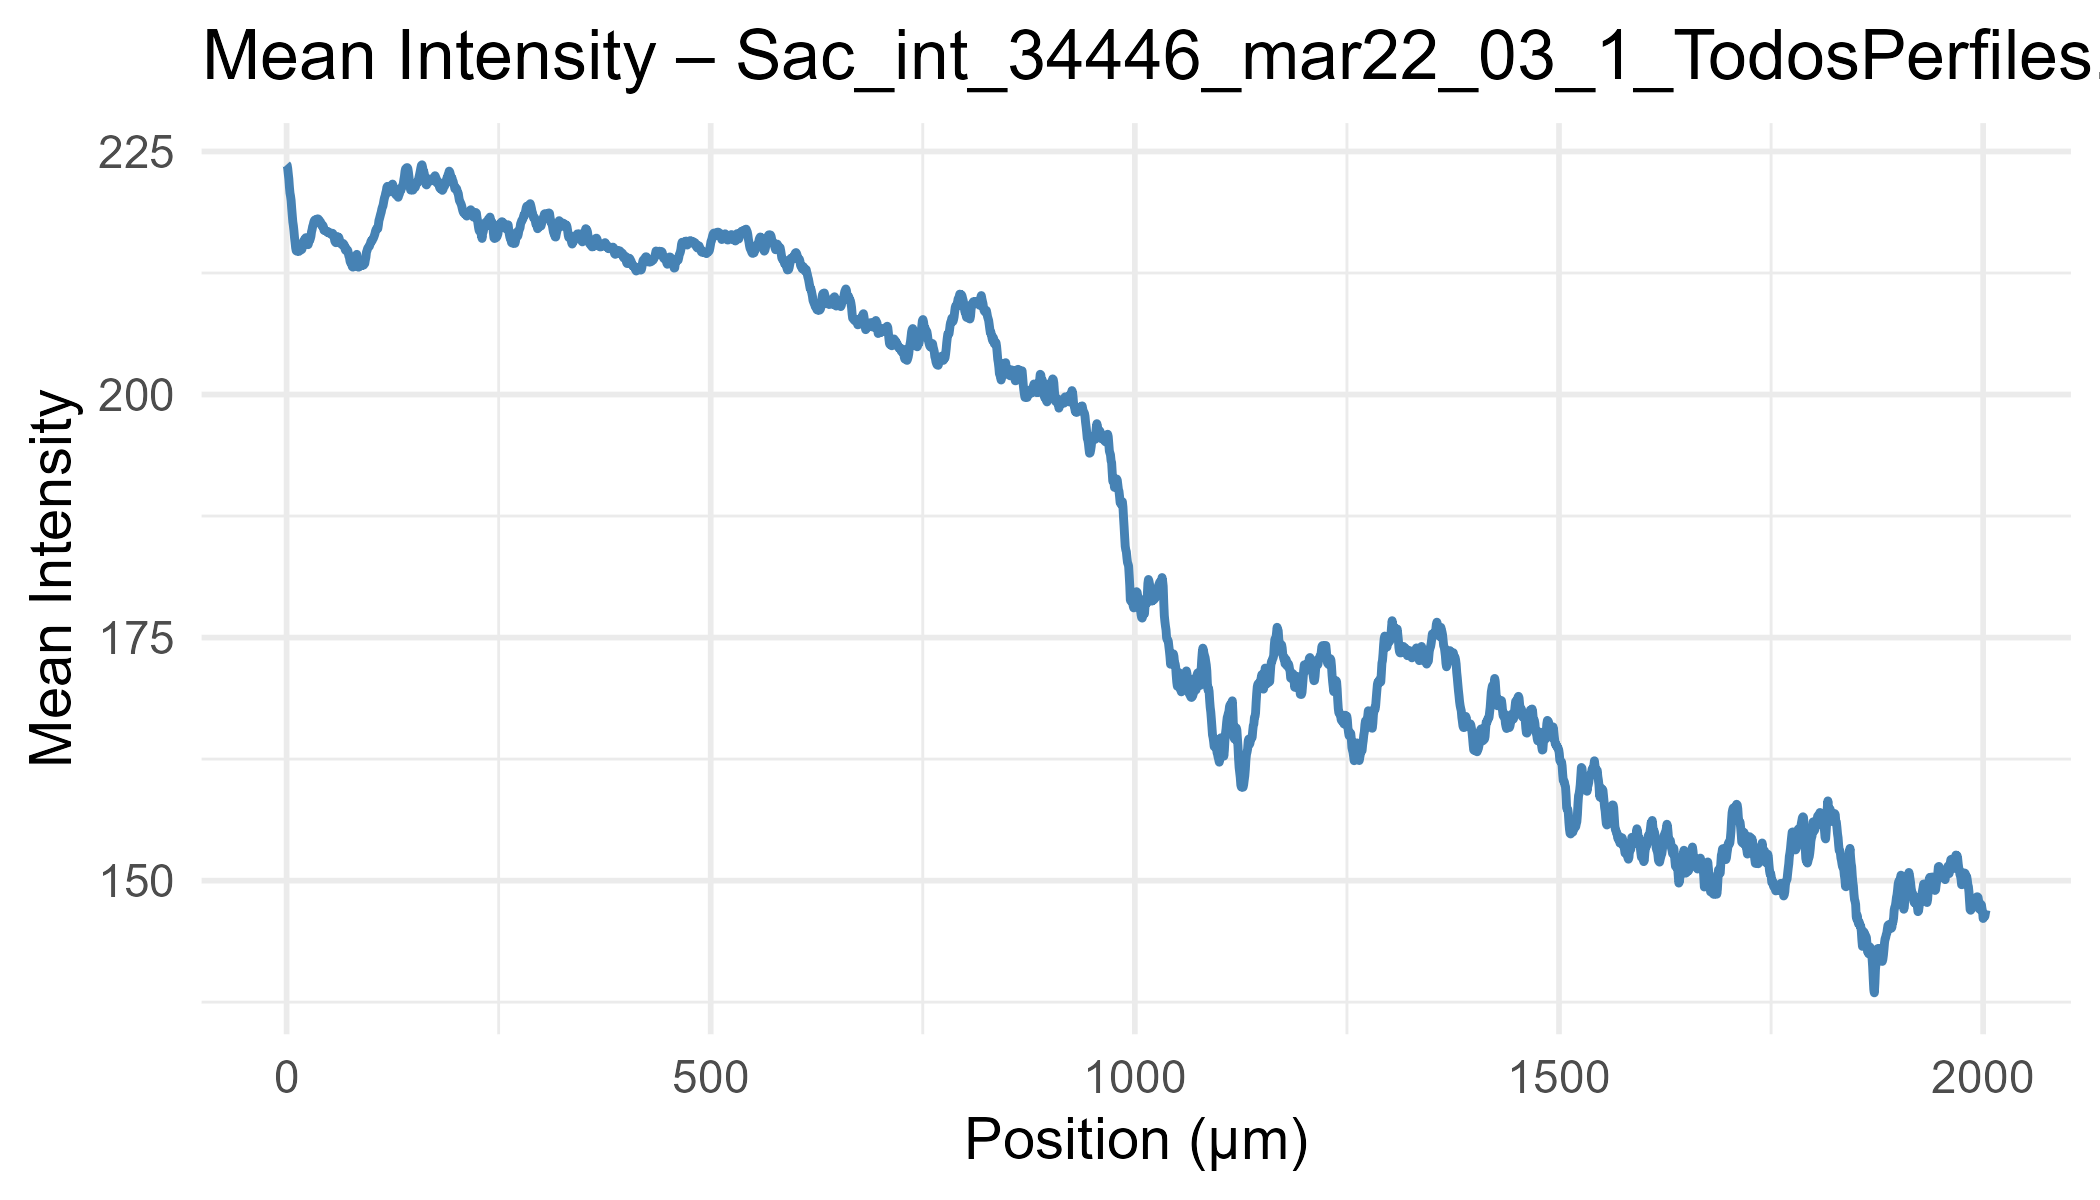 Mean Intensity – Sac_int_34446_mar22_03_1_TodosPerfiles.
225
200
175
150
Mean Intensity
0 500 1000 1500 2000
Position (µm)